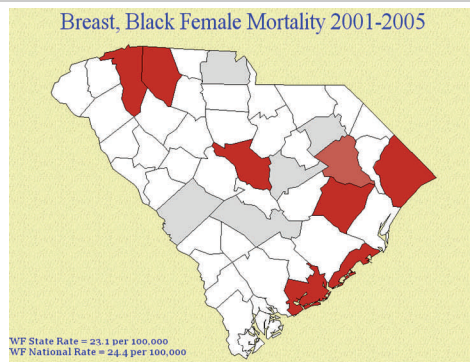 Breast, Black Female Mortality 2001-2005
WF State Rate = 23.1 per 100,000
WF National Rate = 24.4 per 100,000